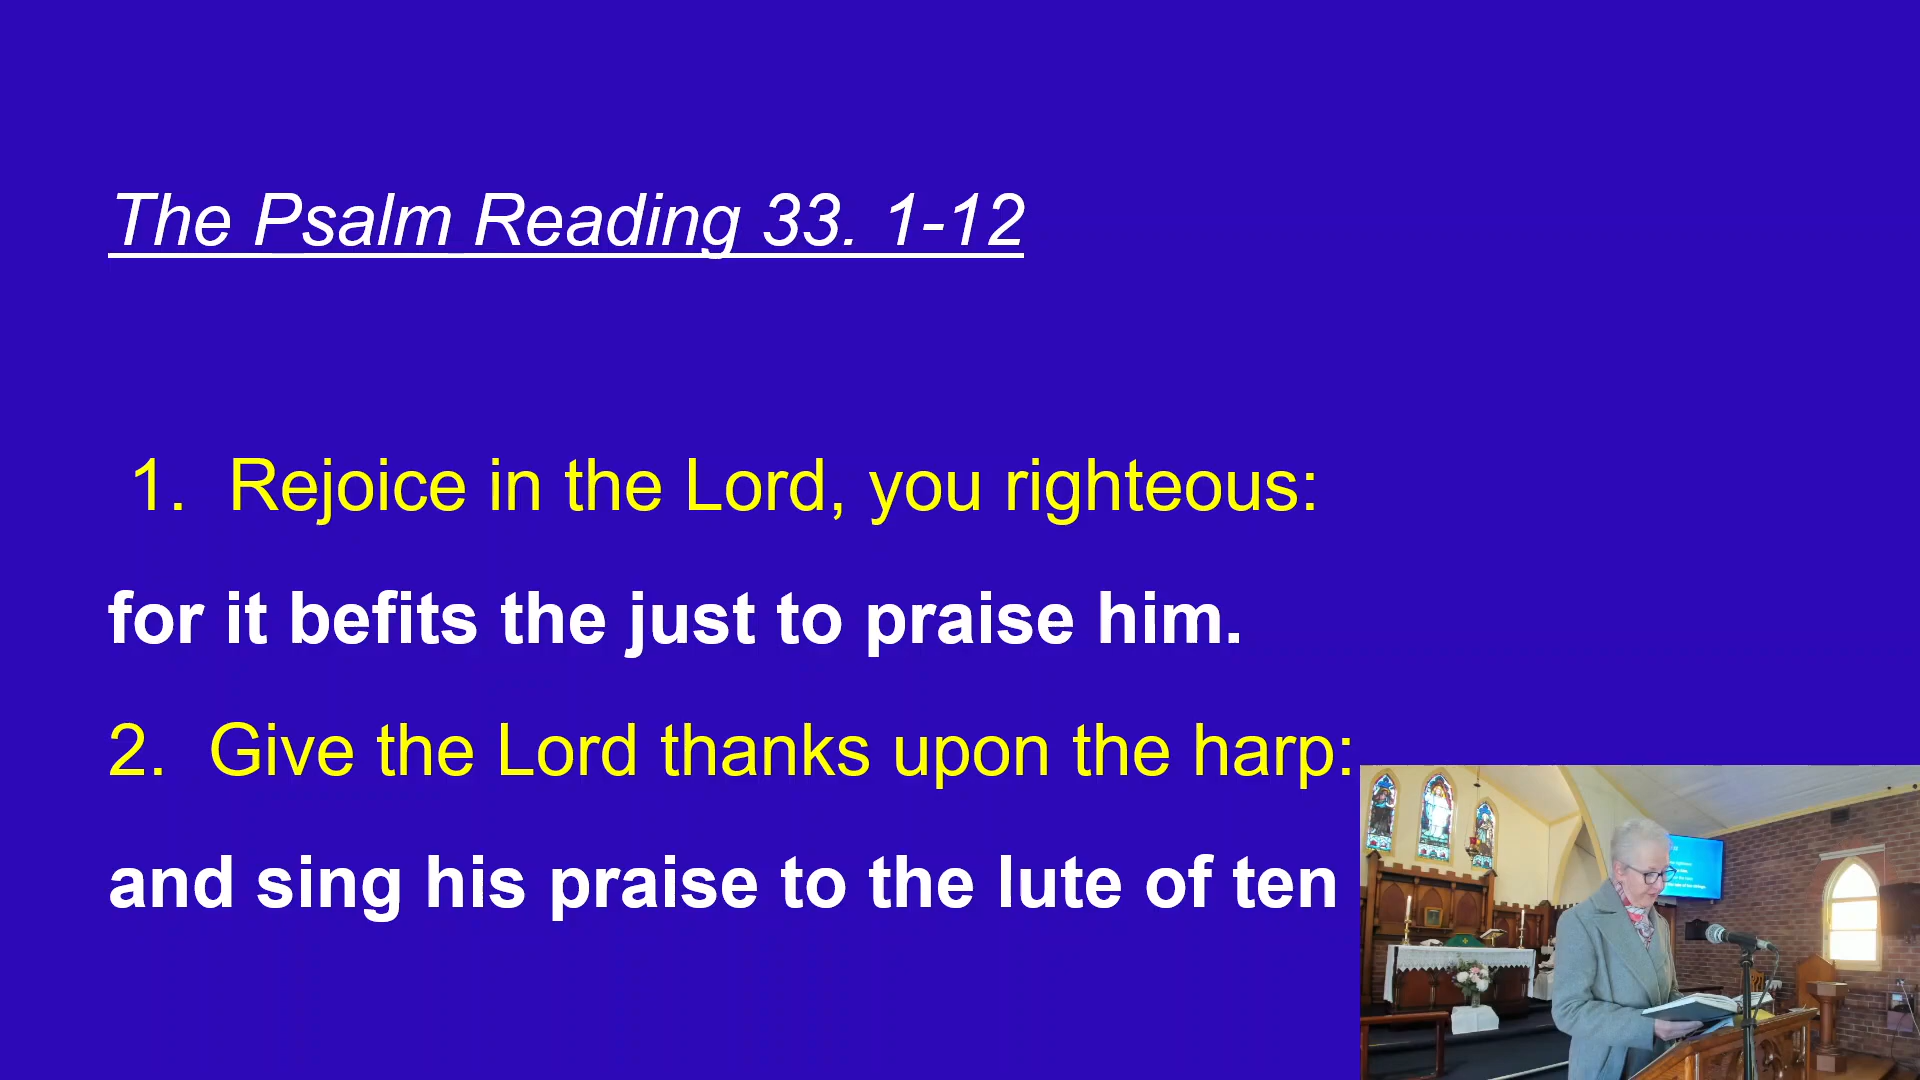 The Psalm Reading 33. 1-12
1. Rejoice in the Lord, you righteous:
for it befits the just to praise him.
2. Give the Lord thanks upon the harp:
and sing his praise to the lute of ten